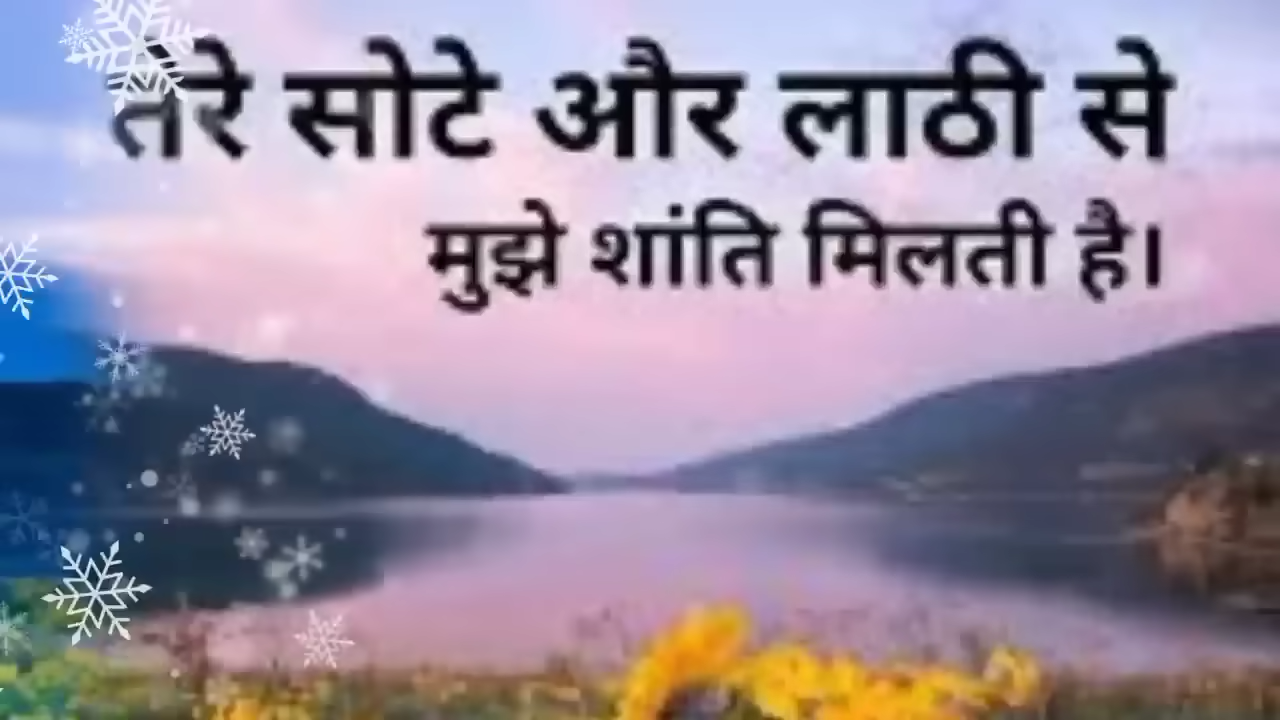 तेरे सोटे और लाठी से
मुझे शांति मिलती है।